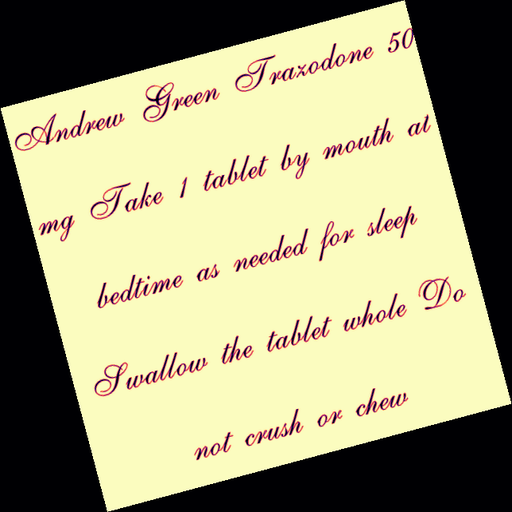 Andrew Green Trazodone 50
mg Take 1 tablet by mouth at
bedtime as needed for sleep
Swallow the tablet whole Do
not crush or chew